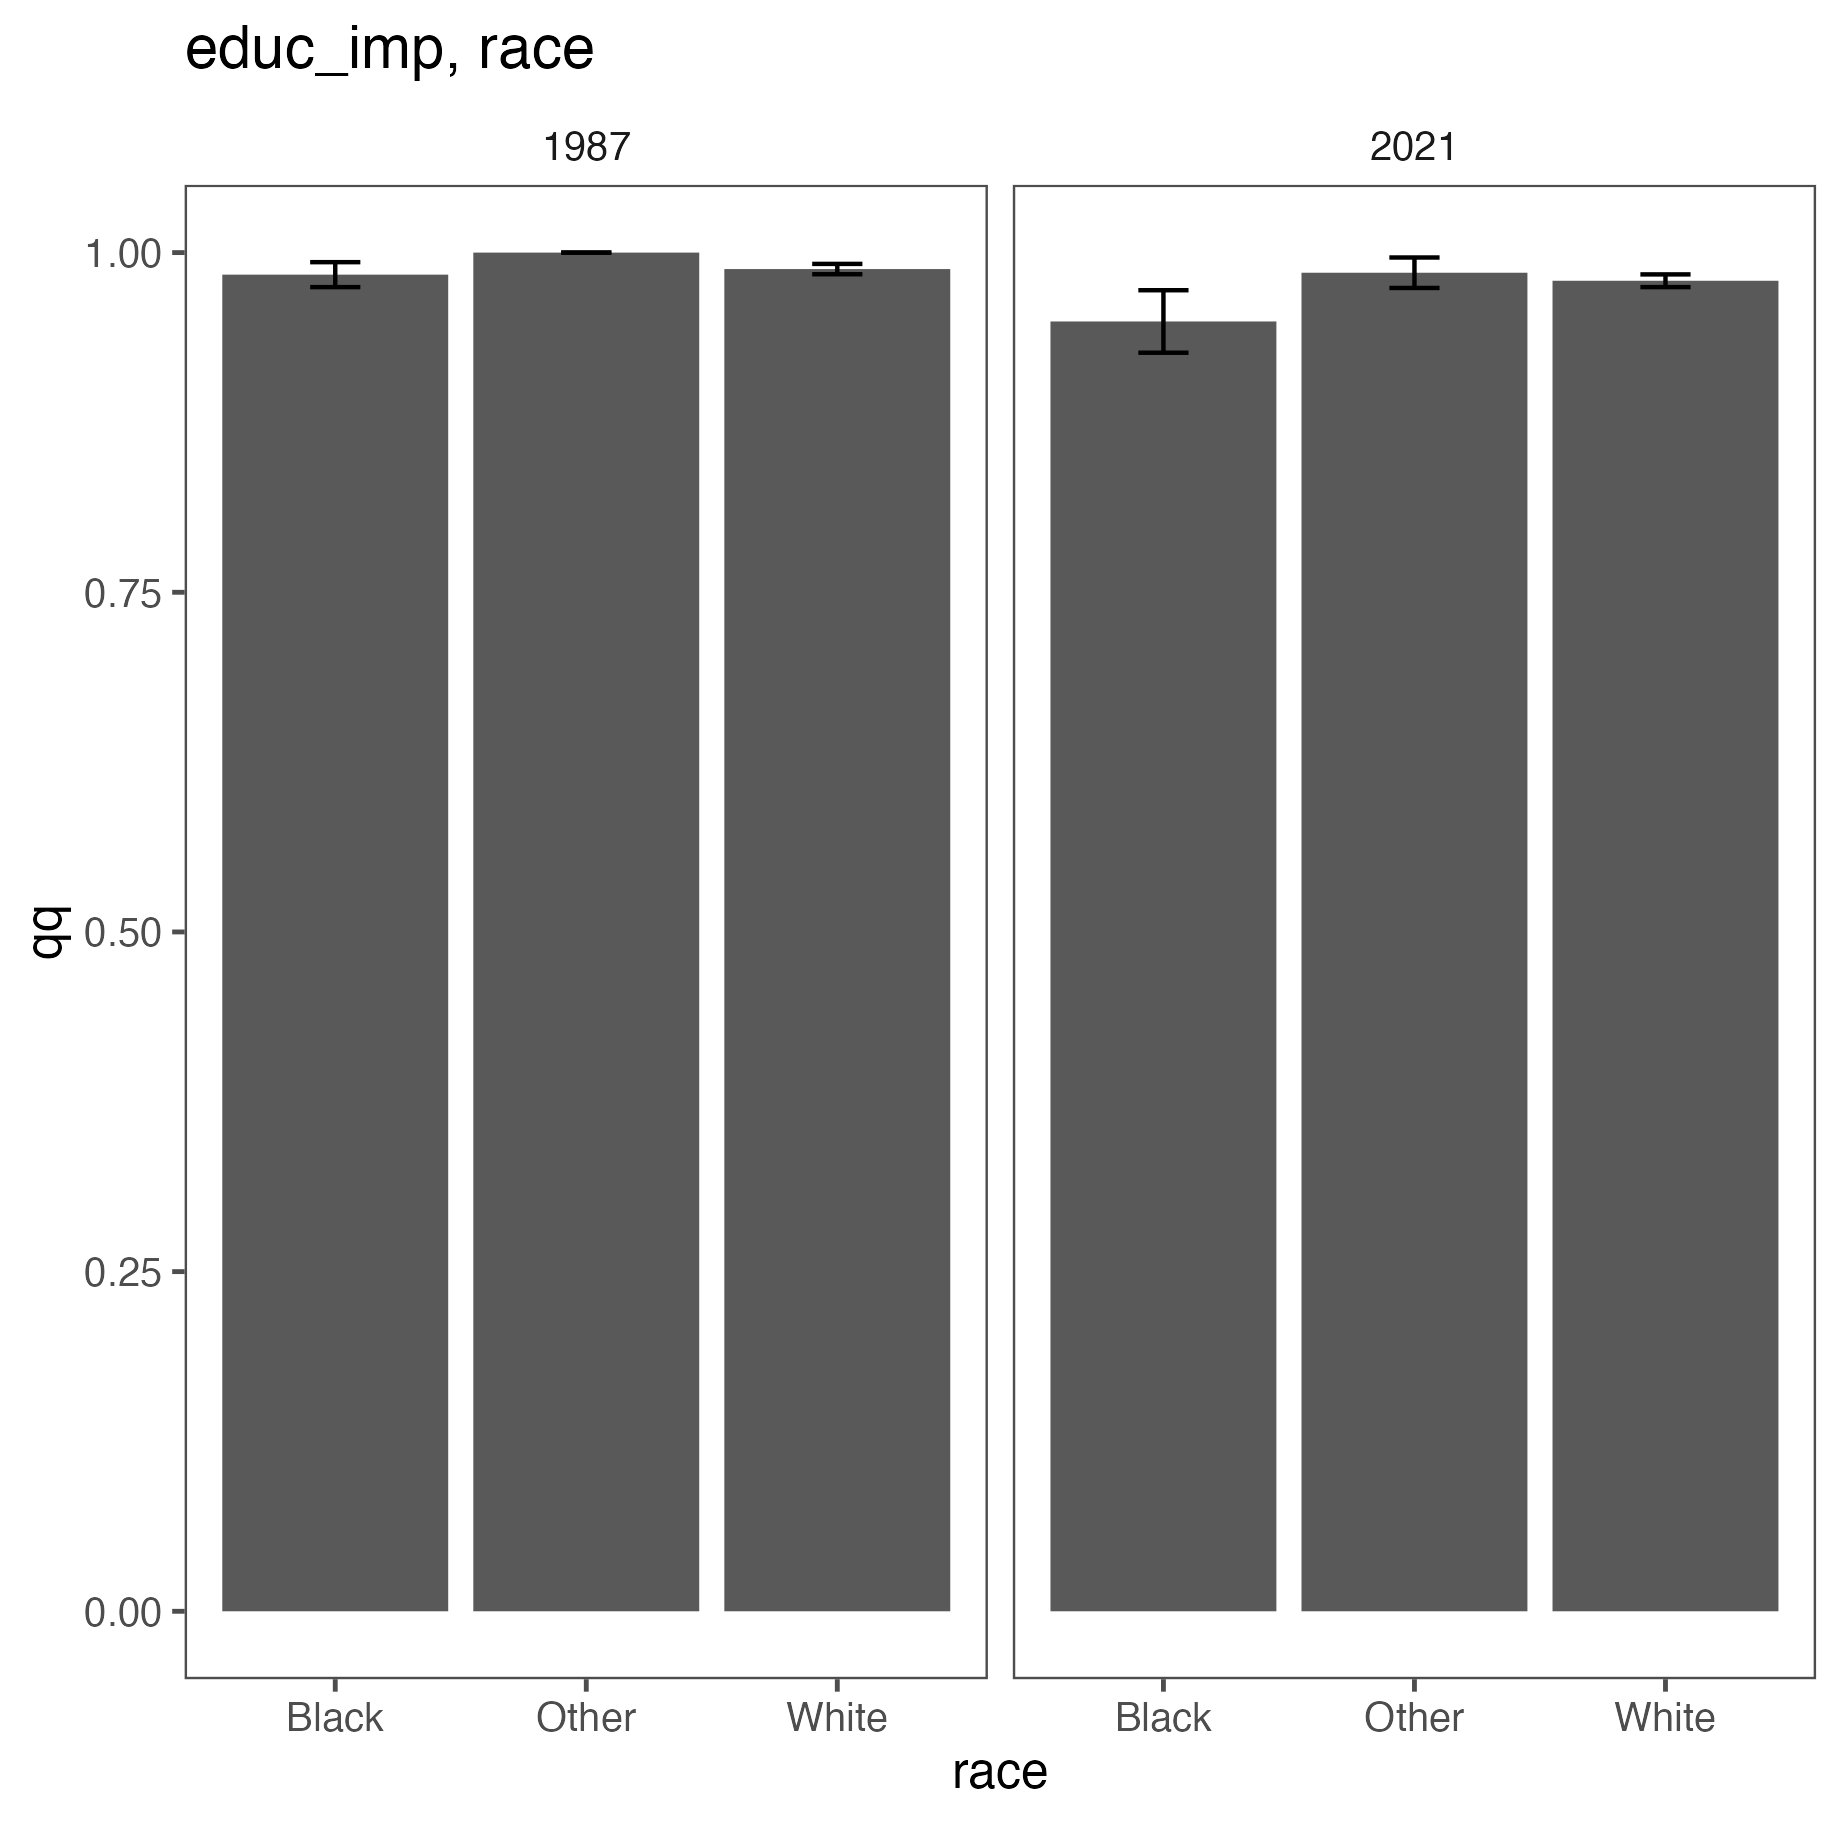 educ_imp, race
1987
2021
1.00
0.75
0.50
0.25
0.00
qq
Black Other White
Black Other White
race